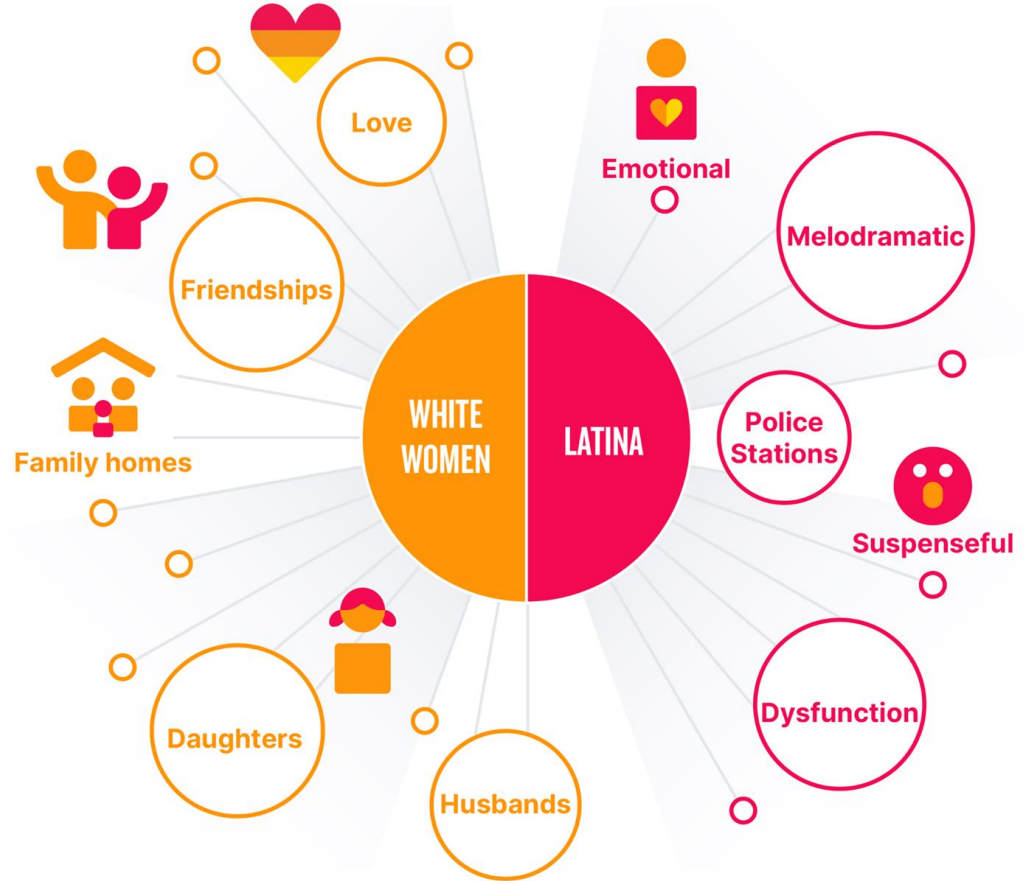 Love
Emotional
Melodramatic
Friendships
WHITE
WOMEN
LATINA
Police
Stations
Family homes
Suspenseful
Daughters
Dysfunction
Husbands